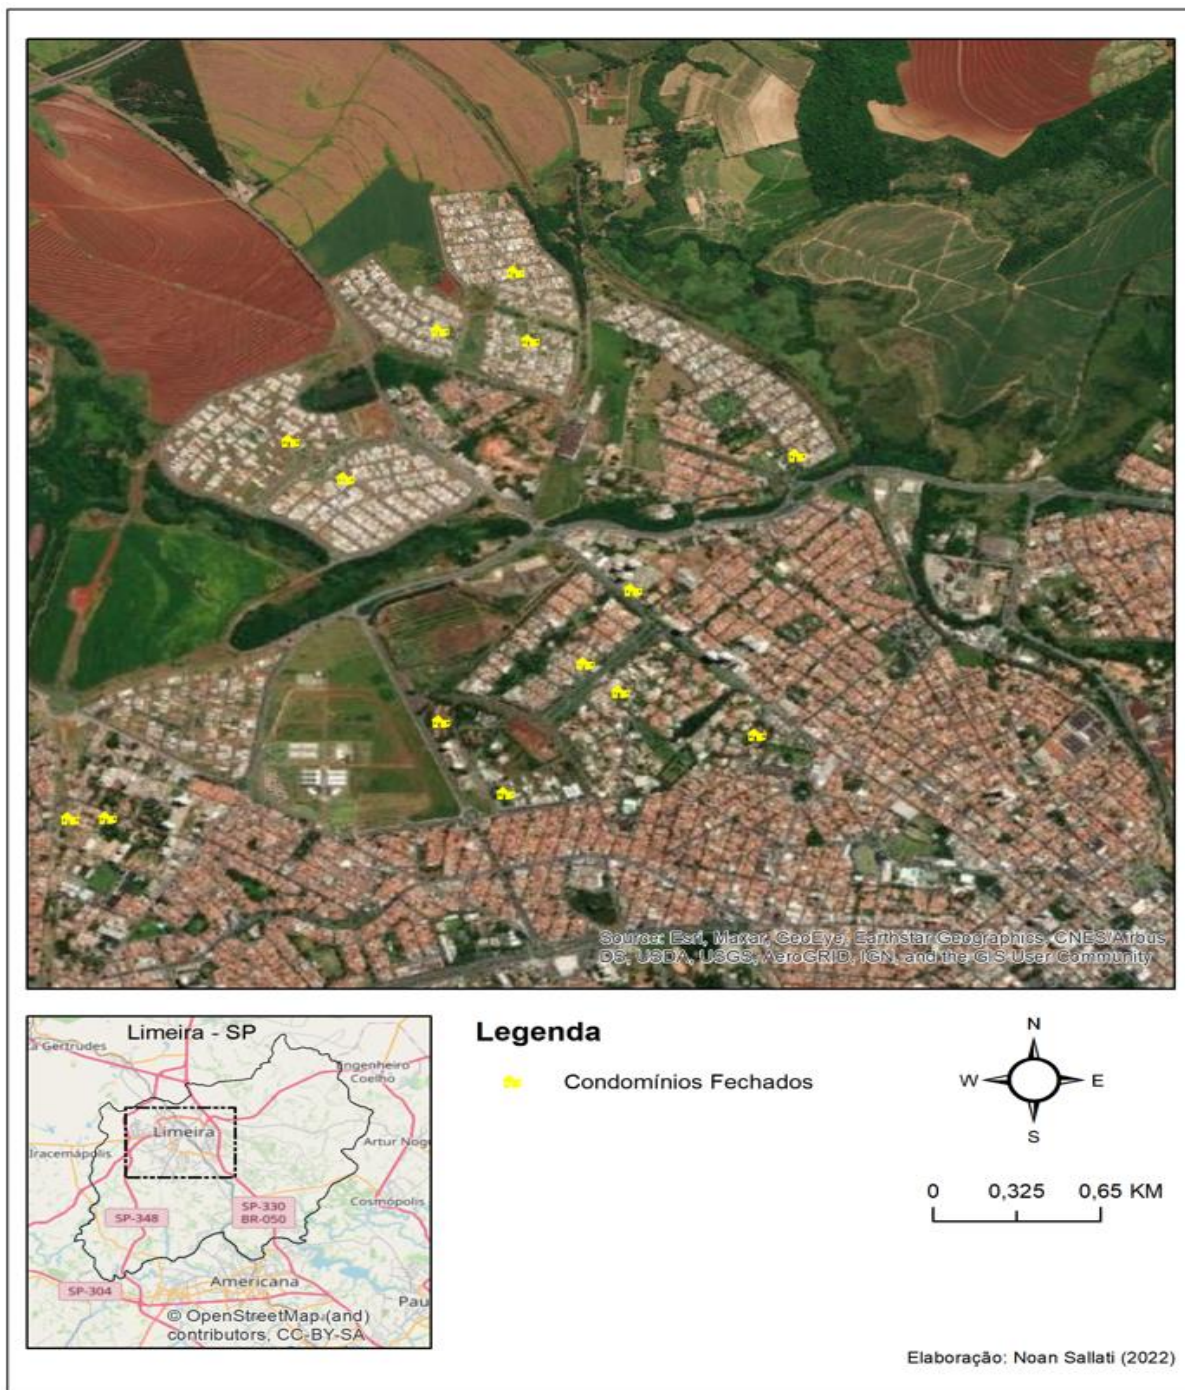 Source: Esri, Maxar, GeoEye, Earthstar Geographics, CNES/Airbus
DS, USDA, USGS, AeroGRID, IGN, and the GIS User Community
Limeira - SP
a Gertrudes
Engenheiro
Coelho
Limeira
Iracemápolis
Artur Nog
Cosmópolis
SP-348
SP-330
BR-050
SP-304
Americana
Pau
© OpenStreetMap (and)
contributors, CC-BY-SA
Legenda
Condomínios Fechados
N
W E
S
0 0,325 0,65 KM
Elaboração: Noan Sallati (2022)